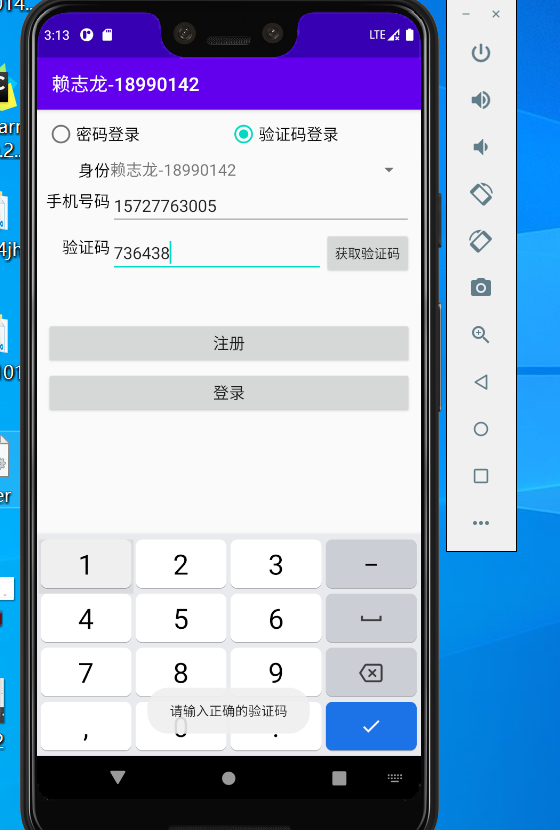 014..
3:13
LTE
赖志龙-18990142
密码登录
验证码登录
身份赖志龙-18990142
手机号码 15727763005
验证码 736438
获取验证码
注册
登录
1 2 3 -
4 5 6
7 8 9
请输入正确的验证码
, .